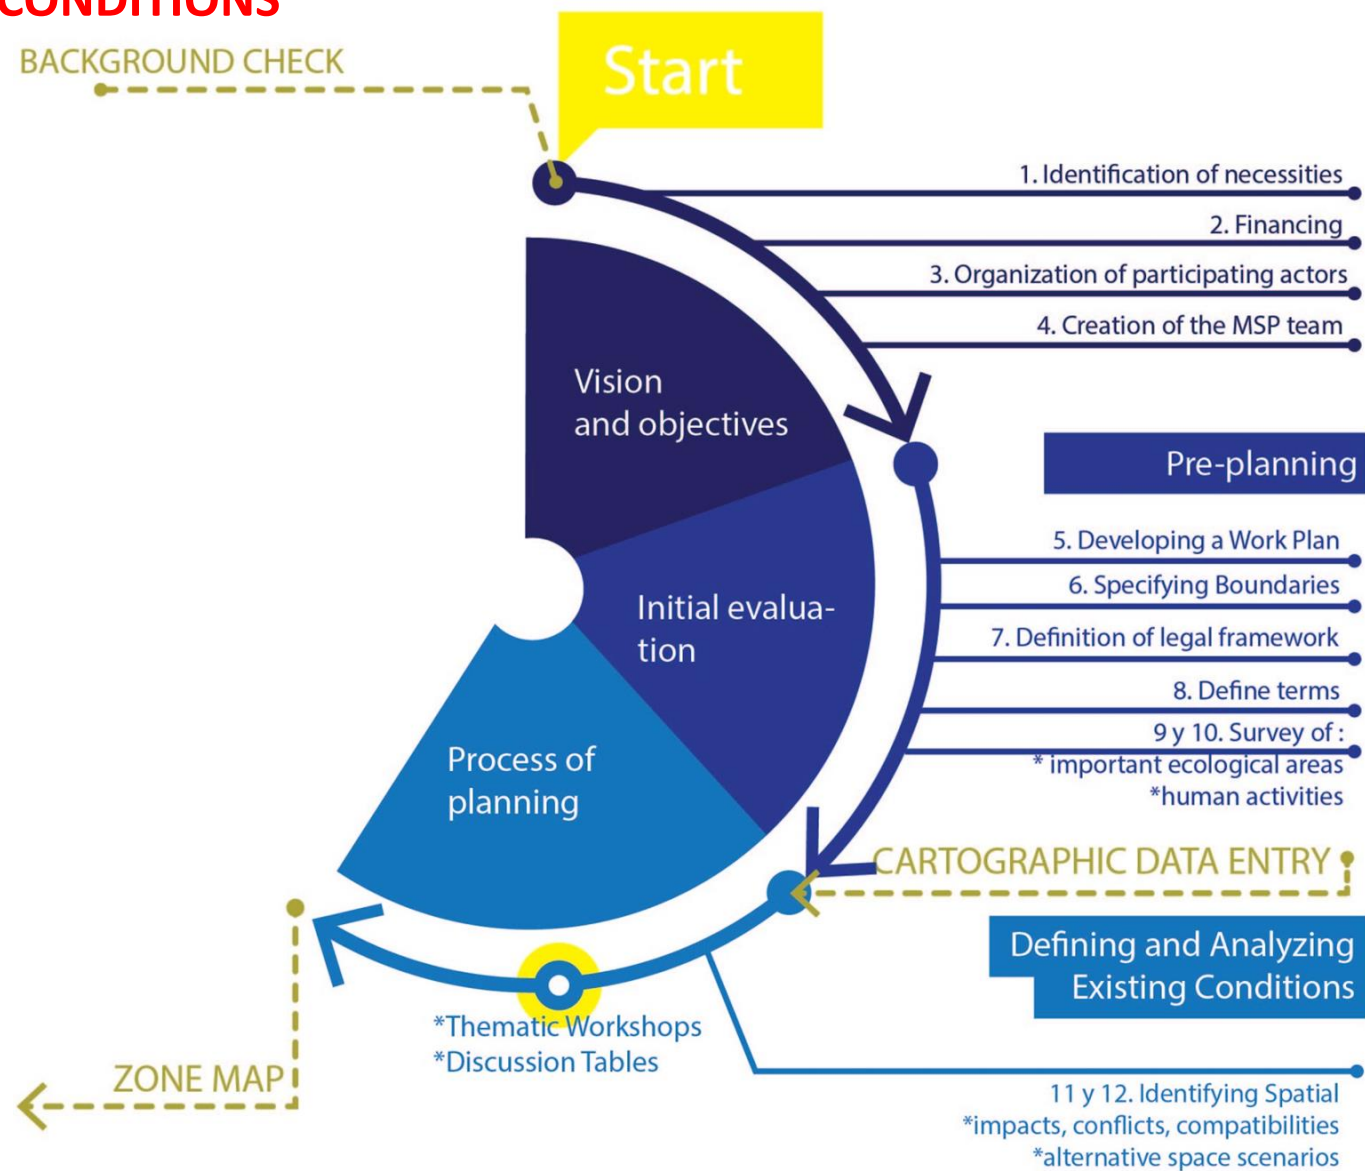 CONDITIONS
BACKGROUND CHECK
Start
1. Identification of necessities
2. Financing
3. Organization of participating actors
4. Creation of the MSP team
Vision
and objectives
Pre-planning
5. Developing a Work Plan
6. Specifying Boundaries
7. Definition of legal framework
8. Define terms
9 y 10. Survey of :
* important ecological areas
*human activities
Initial evalua-
tion
Process of
planning
CARTOGRAPHIC DATA ENTRY
Defining and Analyzing
Existing Conditions
*Thematic Workshops
*Discussion Tables
ZONE MAP
11 y 12. Identifying Spatial
*impacts, conflicts, compatibilities
*alternative space scenarios